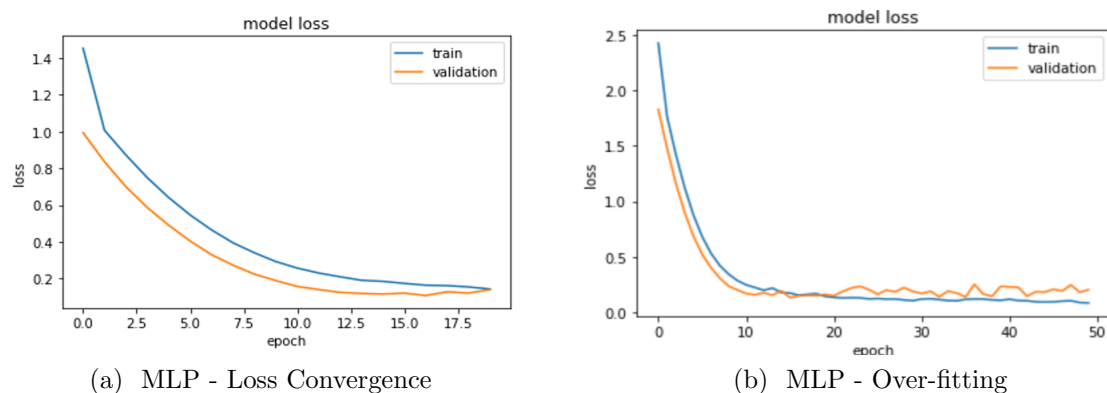 model loss
train
validation
loss
1.4
1.2
1.0
0.8
0.6
0.4
0.2
0.0 2.5 5.0 7.5 10.0 12.5 15.0 17.5
epoch
(a) MLP - Loss Convergence
model loss
train
validation
loss
2.5
2.0
1.5
1.0
0.5
0.0
0 10 20 30 40 50
epoch
(b) MLP - Over-fitting